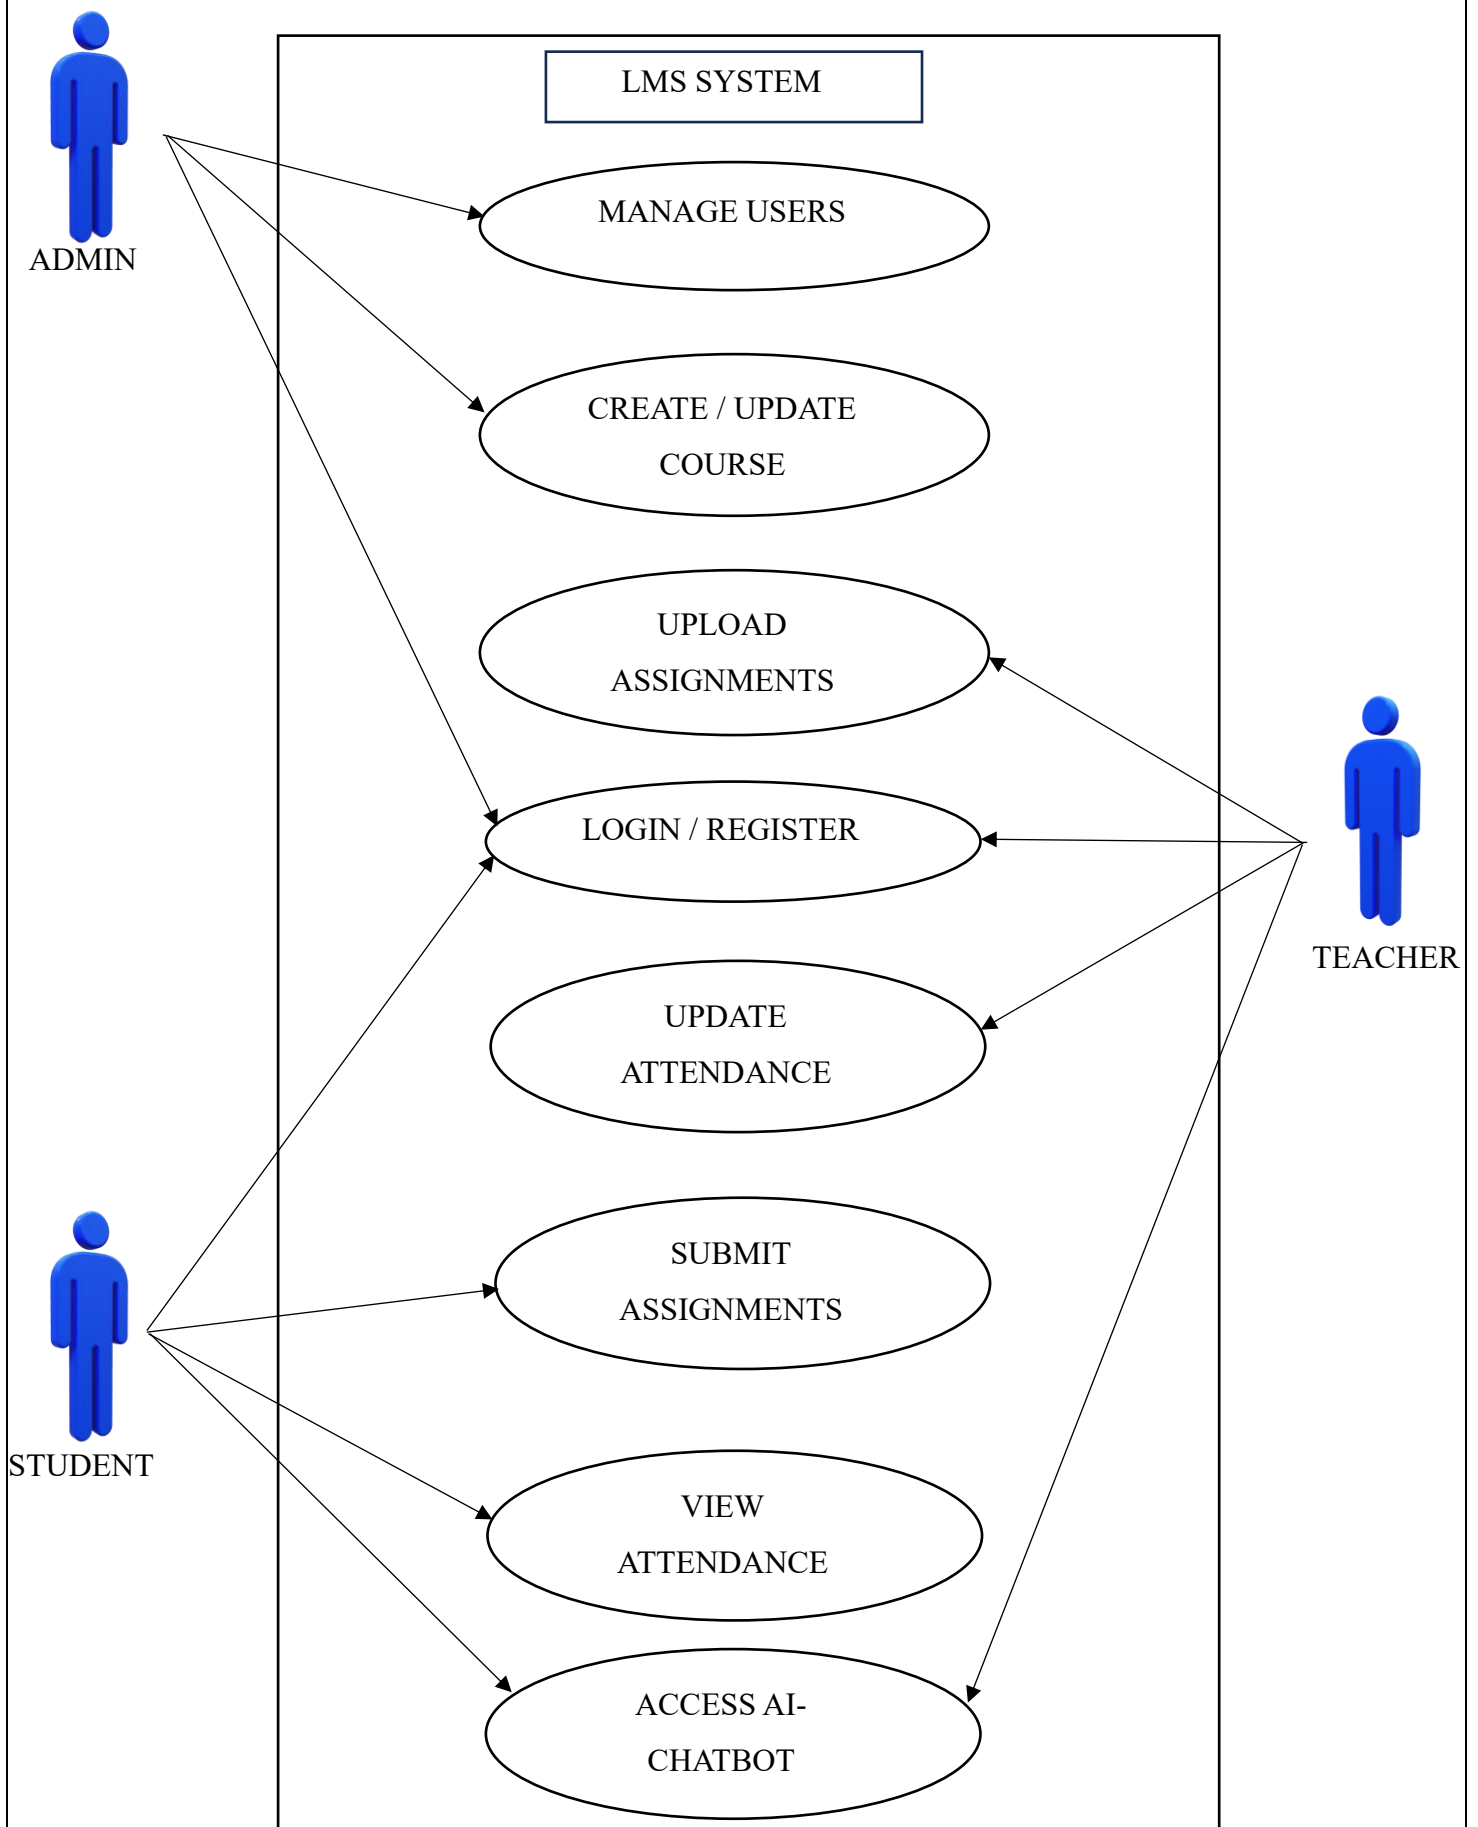 LMS SYSTEM
MANAGE USERS
ADMIN
CREATE / UPDATE
COURSE
UPLOAD
ASSIGNMENTS
LOGIN / REGISTER
TEACHER
UPDATE
ATTENDANCE
SUBMIT
ASSIGNMENTS
STUDENT
VIEW
ATTENDANCE
ACCESS AI-
CHATBOT